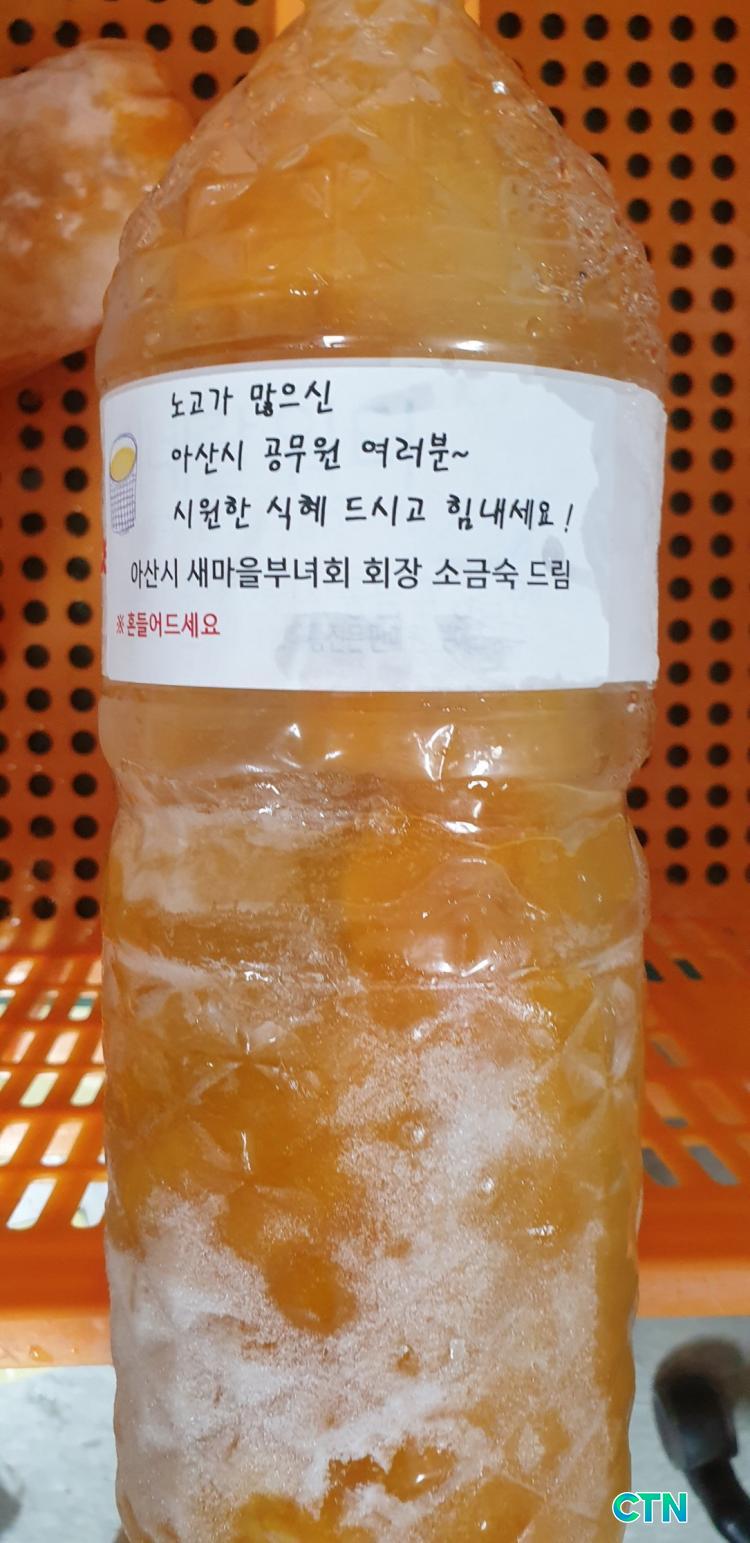 노고가 많으신
아산시 공무원 여러분~
시원한 식혜 드시고 힘내세요!
아산시 새마을부녀회 회장 소금숙 드림
※흔들어드세요
CTN